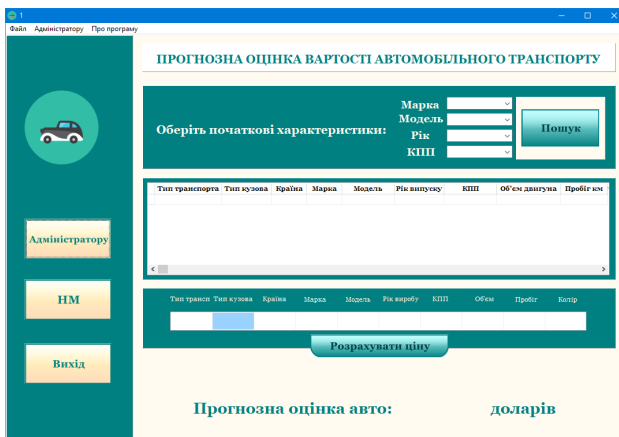 1
Файл Адміністратору Про програму
ПРОГНОЗНА ОЦІНКА ВАРТОСТІ АВТОМОБІЛЬНОГО ТРАНСПОРТУ
Оберіть початкові характеристики:
Марка
Модель
Рік
КПП
Пошук
Тип транспорта Тип кузова Країна Марка Модель Рік випуску КПП Об'єм двигуна Пробіг км
Адміністратору
НМ
Вихід
Тип трансп Тип кузова Країна Марка Модель Рік виробу КПП Обєм Пробіг Колір
Розрахувати ціну
Прогнозна оцінка авто: доларів